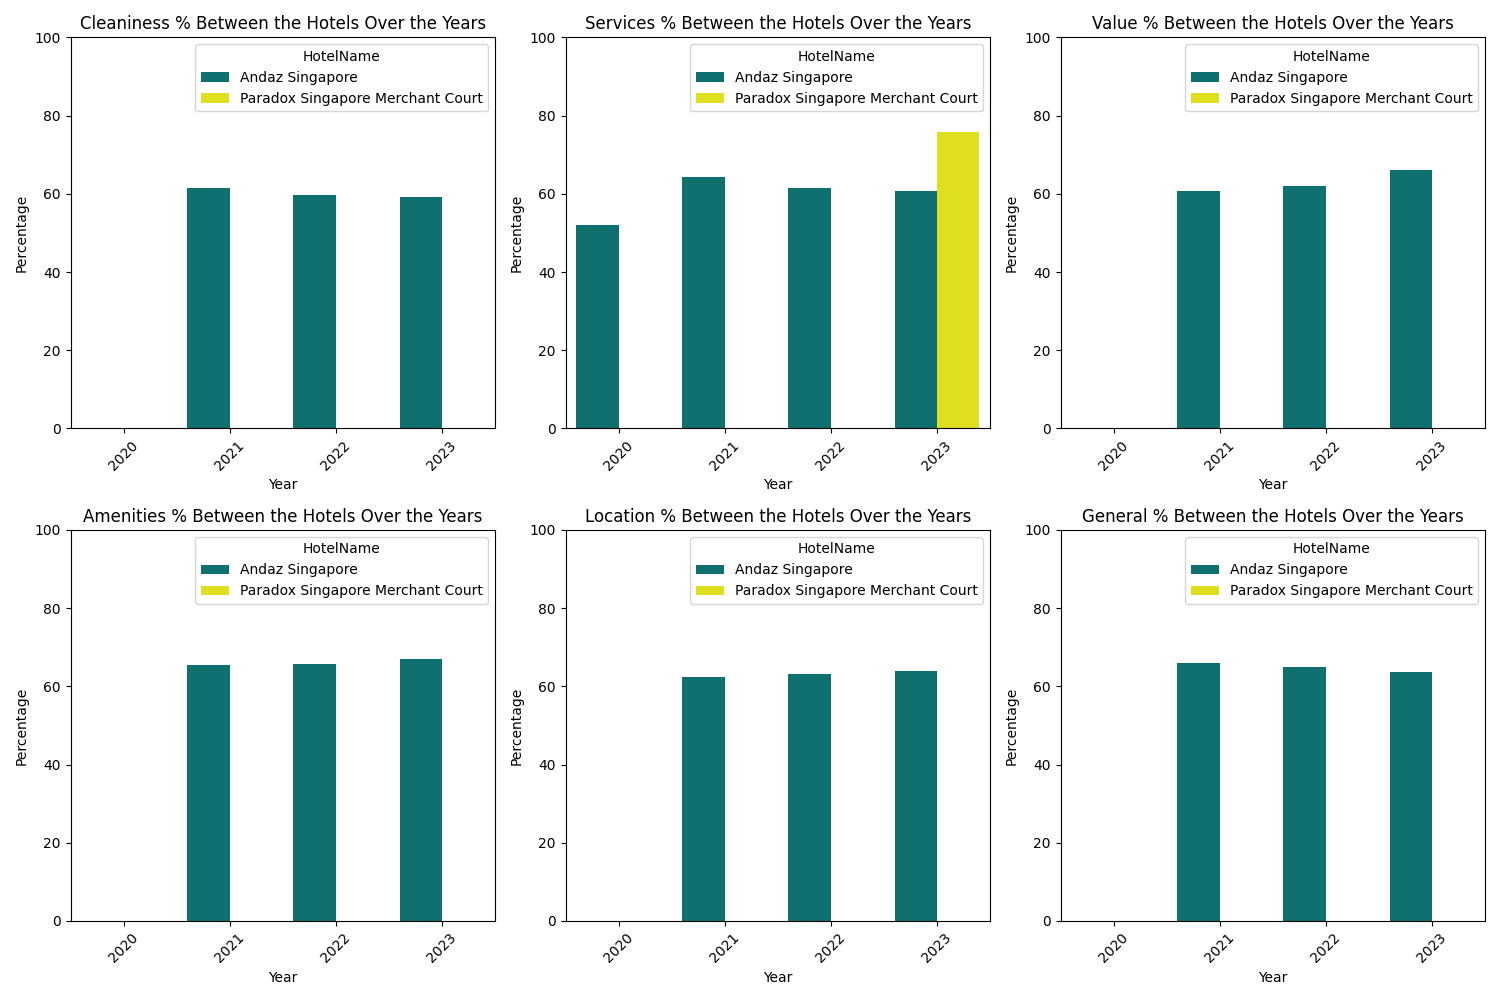 Cleaniness % Between the Hotels Over the Years
100
80
60
40
20
0
Percentage
HotelName
Andaz Singapore
Paradox Singapore Merchant Court
2020
2021
2022
2023
Year
Services % Between the Hotels Over the Years
100
80
60
40
20
0
Percentage
HotelName
Andaz Singapore
Paradox Singapore Merchant Court
2020
2021
2022
2023
Year
Value % Between the Hotels Over the Years
100
80
60
40
20
0
Percentage
HotelName
Andaz Singapore
Paradox Singapore Merchant Court
2020
2021
2022
2023
Year
Amenities % Between the Hotels Over the Years
100
80
60
40
20
0
Percentage
HotelName
Andaz Singapore
Paradox Singapore Merchant Court
2020
2021
2022
2023
Year
Location % Between the Hotels Over the Years
100
80
60
40
20
0
Percentage
HotelName
Andaz Singapore
Paradox Singapore Merchant Court
2020
2021
2022
2023
Year
General % Between the Hotels Over the Years
100
80
60
40
20
0
Percentage
HotelName
Andaz Singapore
Paradox Singapore Merchant Court
2020
2021
2022
2023
Year